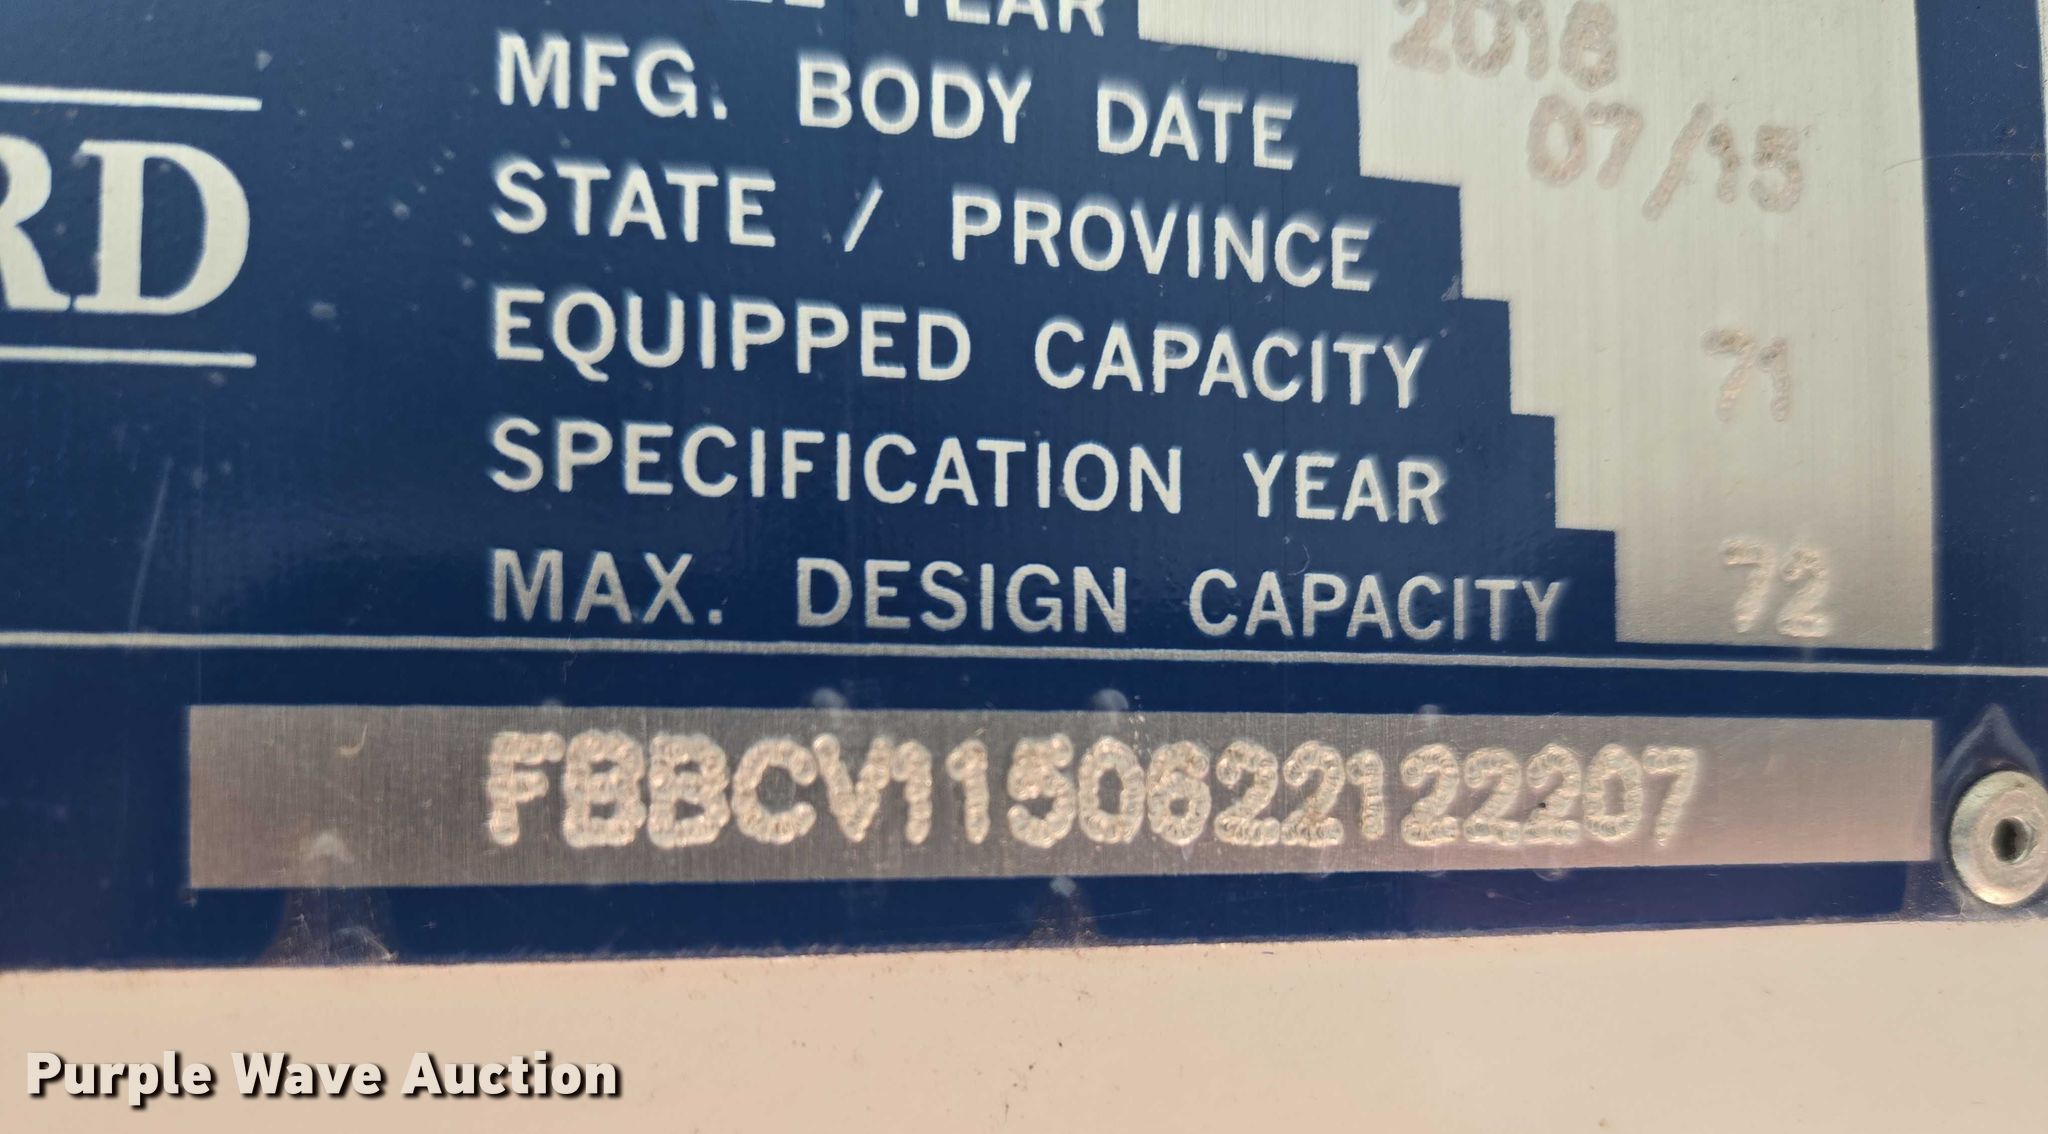 YEAR 2016
MFG. BODY DATE 07/15
STATE / PROVINCE
RD
EQUIPPED CAPACITY 71
SPECIFICATION YEAR
MAX. DESIGN CAPACITY 72
FBBCV1150622122207
Purple Wave Auction